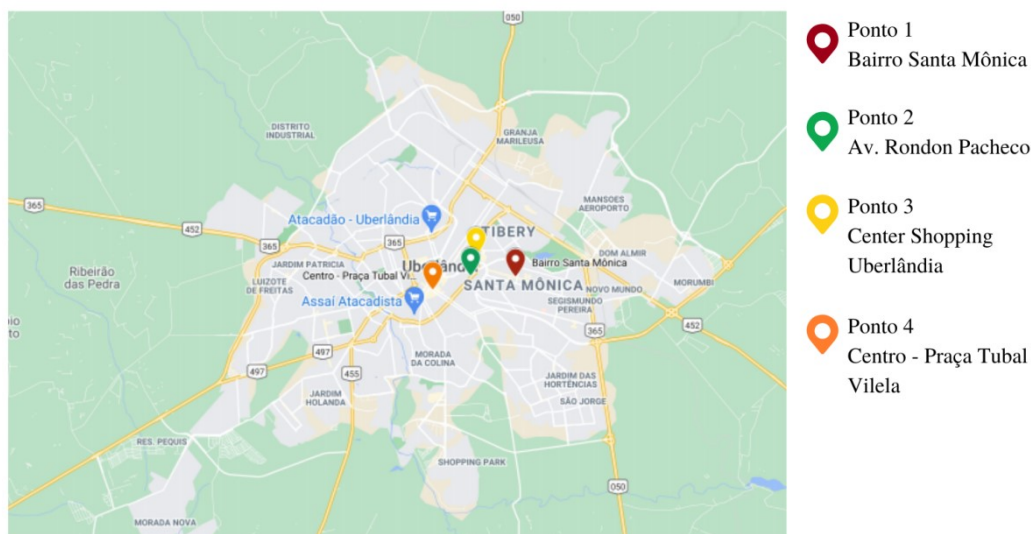 050
DISTRITO
INDUSTRIAL
GRANJA
MARILEUSA
365
452
MANSOES
AEROPORTO
Atacadão - Uberlândia
TIBERY
365
365
DOM ALMIR
JARDIM PATRICIA
Uberlândia
Bairro Santa Mônica
Centro - Praça Tubal Vi...
Ribeirão
das Pedra
LUIZOTE
DE FREITAS
SANTA MÔNICA
NOVO MUNDO
MORUMBI
Assai Atacadista
SEGISMUNDO
PEREIRA
365
452
497
MORADA
DA COLINA
497
455
JARDIM DAS
HORTÊNCIAS
JARDIM
HOLANDA
SÃO JORGE
RES. PEQUIS
SHOPPING PARK
050
MORADA NOVA
Ponto 1
Bairro Santa Mônica
Ponto 2
Av. Rondon Pacheco
Ponto 3
Center Shopping
Uberlândia
Ponto 4
Centro - Praça Tubal
Vilela